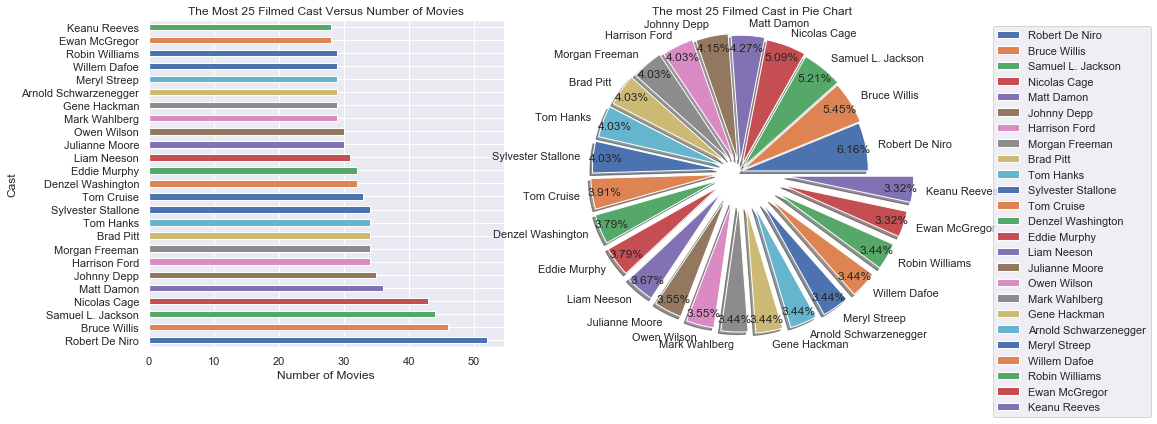 The Most 25 Filmed Cast Versus Number of Movies
Keanu Reeves
Ewan McGregor
Robin Williams
Willem Dafoe
Meryl Streep
Arnold Schwarzenegger
Gene Hackman
Mark Wahlberg
Owen Wilson
Julianne Moore
Liam Neeson
Eddie Murphy
Denzel Washington
Tom Cruise
Sylvester Stallone
Tom Hanks
Brad Pitt
Morgan Freeman
Harrison Ford
Johnny Depp
Matt Damon
Nicolas Cage
Samuel L. Jackson
Bruce Willis
Robert De Niro
Cast
0 10 20 30 40 50
Number of Movies
The most 25 Filmed Cast in Pie Chart
Robert De Niro
6.16%
Bruce Willis
5.45%
Samuel L. Jackson
5.21%
Nicolas Cage
5.09%
Matt Damon
4.27%
Johnny Depp
4.15%
Harrison Ford
4.03%
Morgan Freeman
4.03%
Brad Pitt
4.03%
Tom Hanks
4.03%
Sylvester Stallone
4.03%
Tom Cruise
3.91%
Denzel Washington
3.79%
Eddie Murphy
3.79%
Liam Neeson
3.67%
Julianne Moore
3.55%
Owen Wilson
3.55%
Mark Wahlberg
3.44%
Gene Hackman
3.44%
Arnold Schwarzenegger
3.44%
Meryl Streep
3.44%
Willem Dafoe
3.44%
Robin Williams
3.44%
Ewan McGregor
3.32%
Keanu Reeves
3.32%
Robert De Niro
Bruce Willis
Samuel L. Jackson
Nicolas Cage
Matt Damon
Johnny Depp
Harrison Ford
Morgan Freeman
Brad Pitt
Tom Hanks
Sylvester Stallone
Tom Cruise
Denzel Washington
Eddie Murphy
Liam Neeson
Julianne Moore
Owen Wilson
Mark Wahlberg
Gene Hackman
Arnold Schwarzenegger
Meryl Streep
Willem Dafoe
Robin Williams
Ewan McGregor
Keanu Reeves